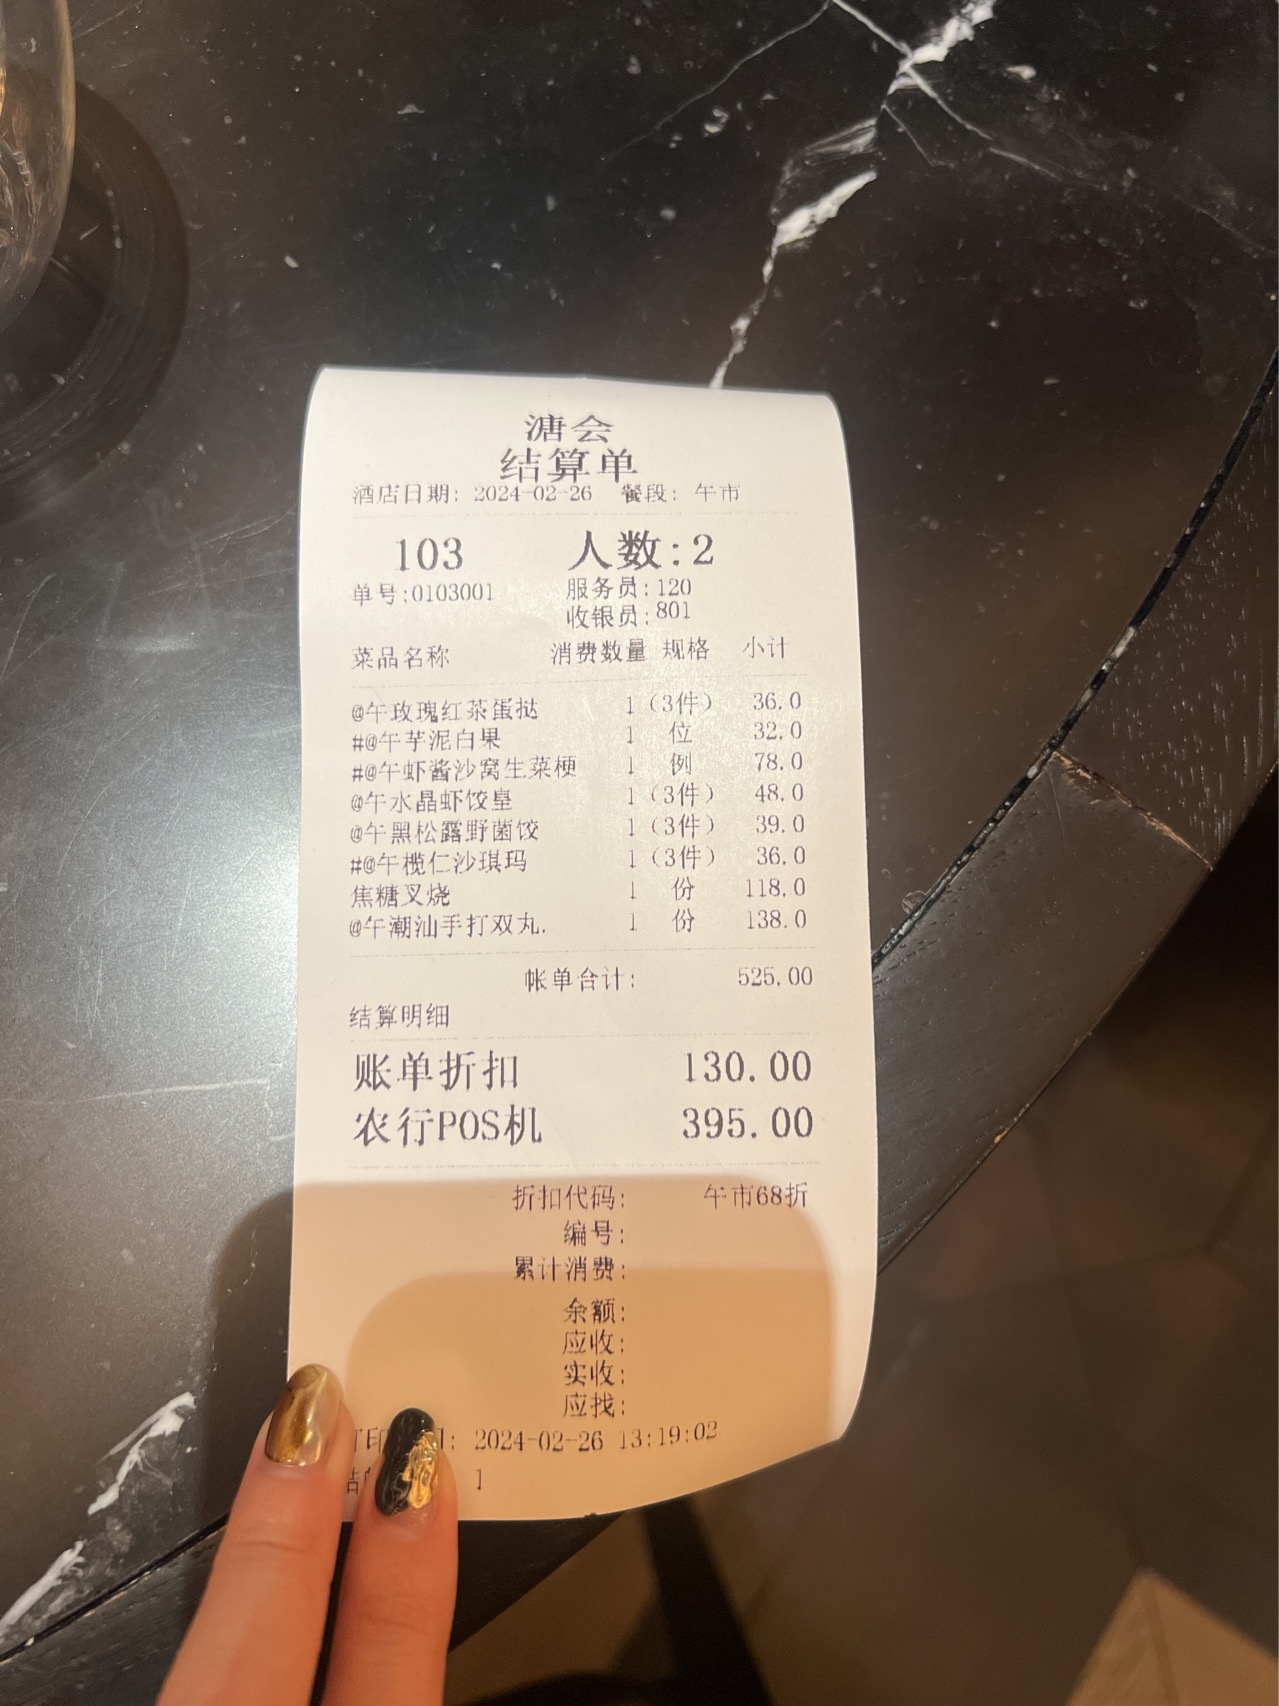 溏会
结算单
酒店日期: 2024-02-26 餐段: 午市
103 人数:2
单号:0103001 服务员:120
收银员:801
菜品名称 消费数量 规格 小计
@午玫瑰红茶蛋挞 1 (3件) 36.0
#@午芋泥白果 1 位 32.0
#@午虾酱沙窝生菜梗 1 例 78.0
@午水晶虾饺皇 1 (3件) 48.0
@午黑松露野菌饺 1 (3件) 39.0
#@午榄仁沙琪玛 1 (3件) 36.0
焦糖叉烧 1 份 118.0
@午潮汕手打双丸. 1 份 138.0
帐单合计: 525.00
结算明细
账单折扣 130.00
农行POS机 395.00
折扣代码: 午市68折
编号:
累计消费:
余额:
应收:
实收:
应找:
印 : 2024-02-26 13:19:02
1